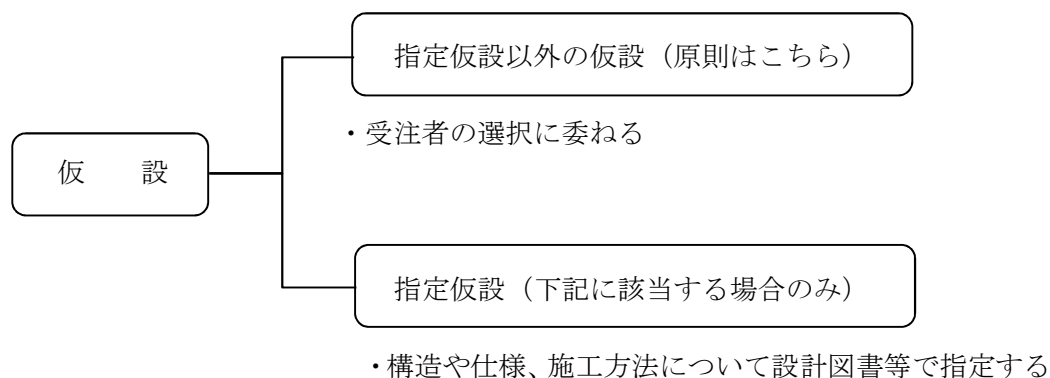 指定仮設以外の仮設（原則はこちら）
・受注者の選択に委ねる
仮　　設
指定仮設（下記に該当する場合のみ）
・構造や仕様、施工方法について設計図書等で指定する